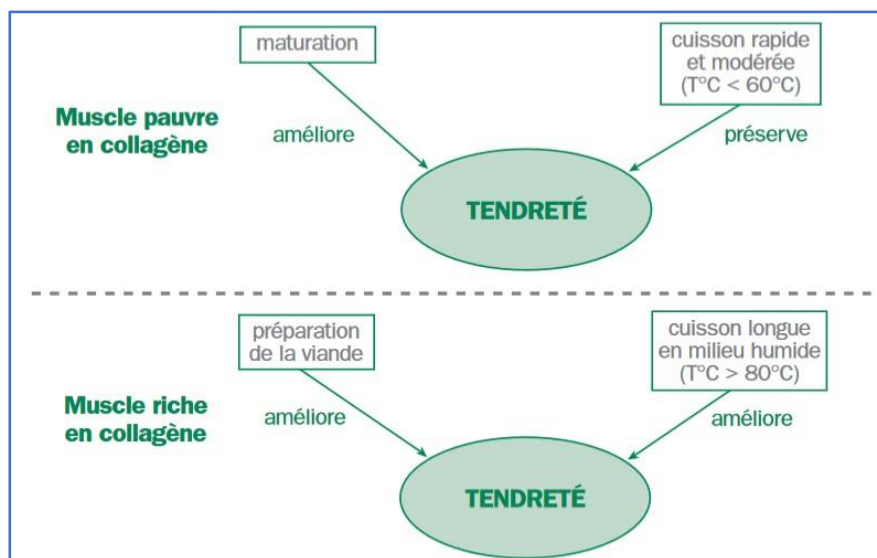 maturation
cuisson rapide
et modérée
(T°C < 60°C)
Muscle pauvre
en collagène
améliore
préserve
TENDRETÉ
préparation
de la viande
cuisson longue
en milieu humide
(T°C > 80°C)
Muscle riche
en collagène
améliore
améliore
TENDRETÉ